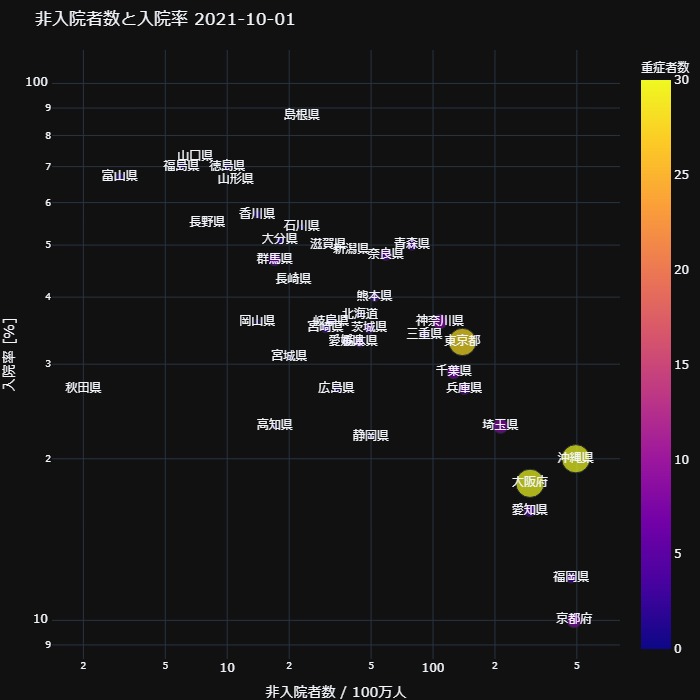 非入院者数と入院率 2021-10-01
重症者数
30
25
20
15
10
5
0
100
9
8
7
6
5
4
3
2
10
9
入院率 [%]
島根県
山口県
福島県
徳島県
富山県
山形県
香川県
長野県
石川県
大分県
滋賀県
青森県
新潟県
奈良県
群馬県
長崎県
熊本県
北海道
岡山県
岐阜県
神奈川県
宮崎県
茨城県
三重県
愛媛県
栃木県
東京都
宮城県
千葉県
秋田県
広島県
兵庫県
高知県
埼玉県
静岡県
沖縄県
大阪府
愛知県
福岡県
京都府
2
5
10
2
5
100
2
5
非入院者数 / 100万人